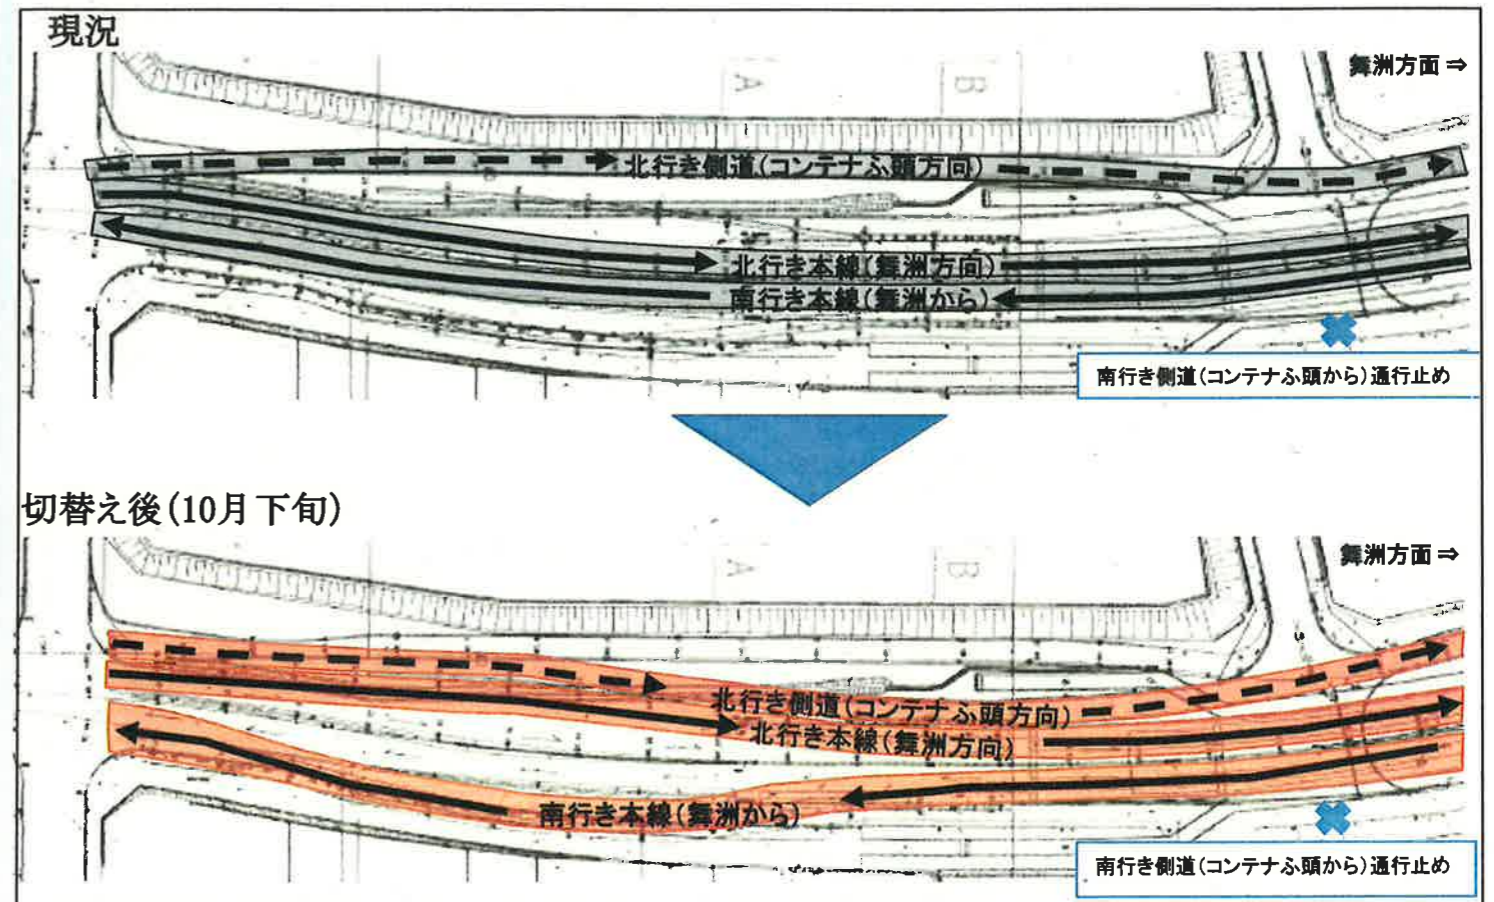 現況
舞洲方面 ⇒
A
B
北行き側道(コンテナふ頭方向)
北行き本線(舞洲方向)
南行き本線(舞洲から)
南行き側道(コンテナふ頭から)通行止め
切替え後(10月下旬)
舞洲方面 ⇒
A
B
北行き側道(コンテナふ頭方向)
北行き本線(舞洲方向)
南行き本線(舞洲から)
南行き側道(コンテナふ頭から)通行止め